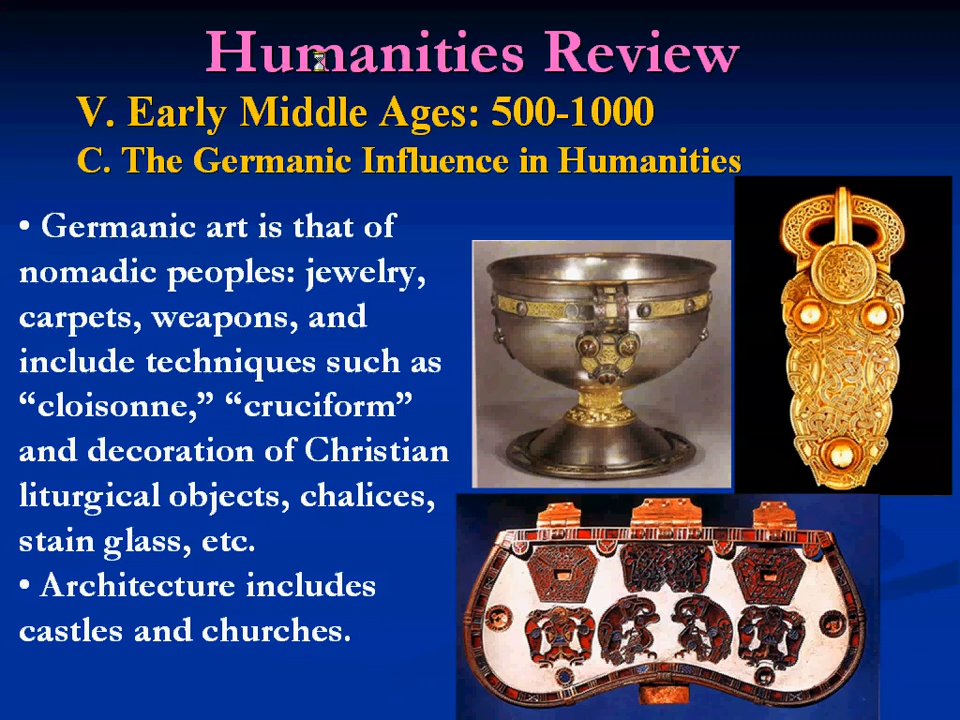 Humanities Review
V. Early Middle Ages: 500-1000
C. The Germanic Influence in Humanities
• Germanic art is that of
nomadic peoples: jewelry,
carpets, weapons, and
include techniques such as
“cloisonne,” “cruciform”
and decoration of Christian
liturgical objects, chalices,
stain glass, etc.
• Architecture includes
castles and churches.